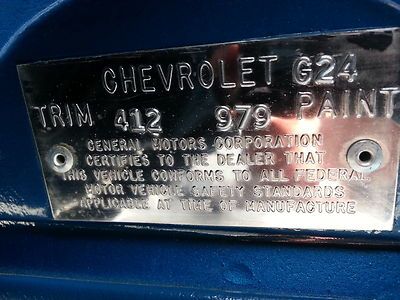 CHEVROLET G24
TRIM 412 979 PAINT
GENERAL MOTORS CORPORATION
CERTIFIES TO THE DEALER THAT
HIS VEHICLE CONFORMS TO ALL FEDERAL
MOTOR VEHICLE SAFETY STANDARDS
APPLICABLE AT TIME OF MANUFACTURE